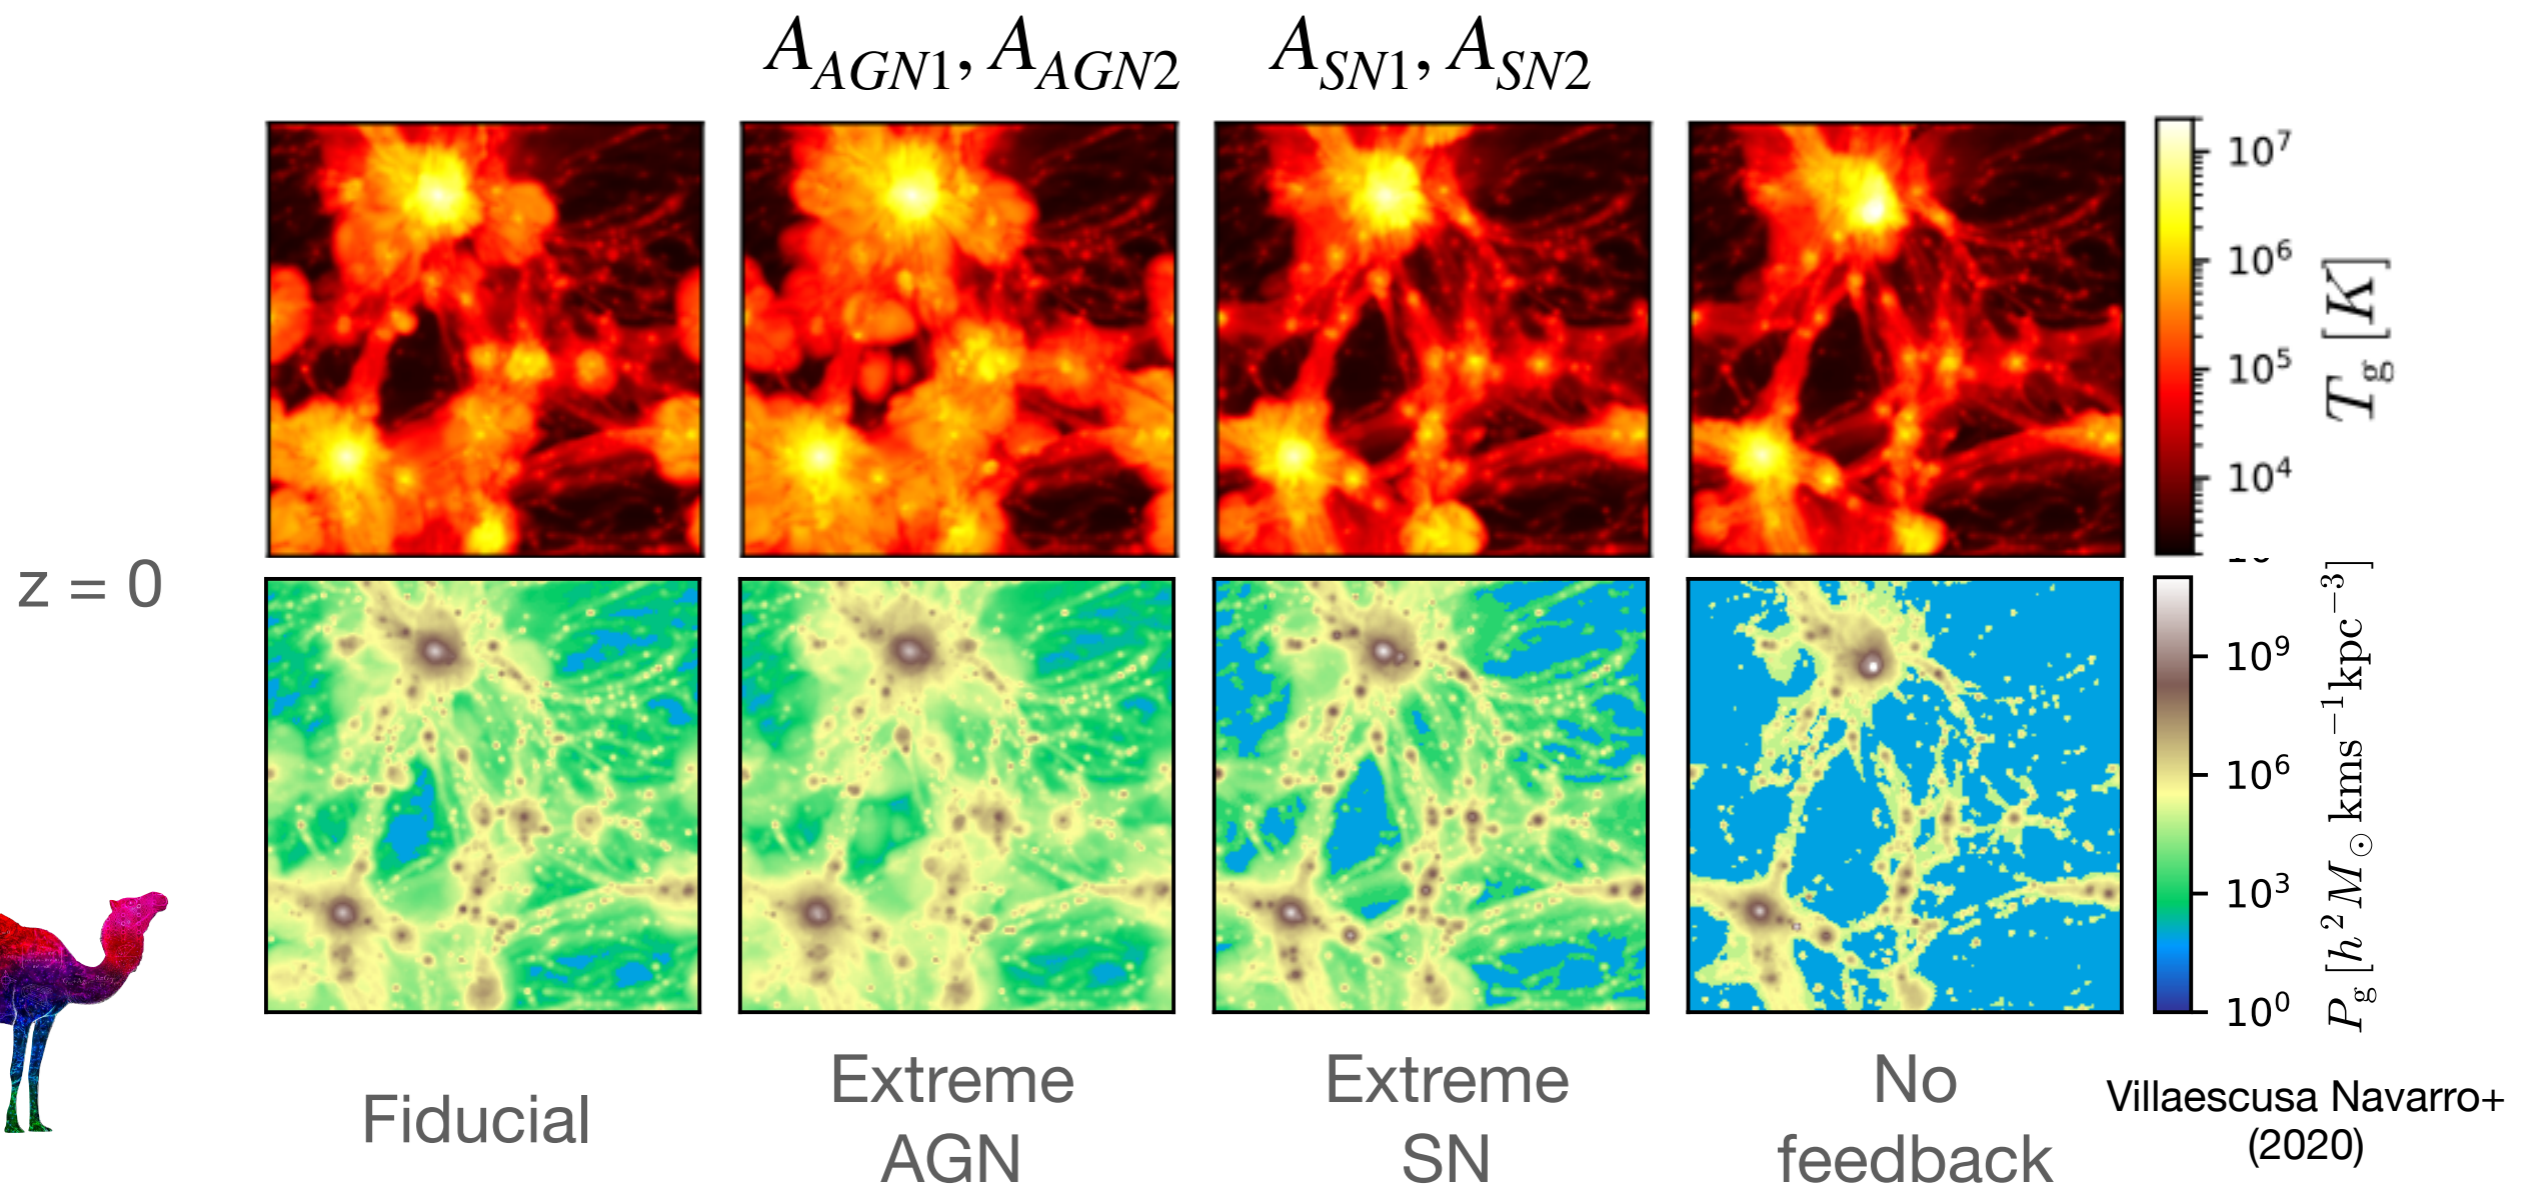 A_{AGN1}, A_{AGN2} A_{SN1}, A_{SN2}
10^7
10^6
10^5
10^4
T_g [K]
z = 0
10^9
10^6
10^3
10^0
P_g [h^2 M_⊙ kms^{-1} kpc^{-3}]
Fiducial
Extreme
AGN
Extreme
SN
No
feedback
Villaescusa Navarro+
(2020)